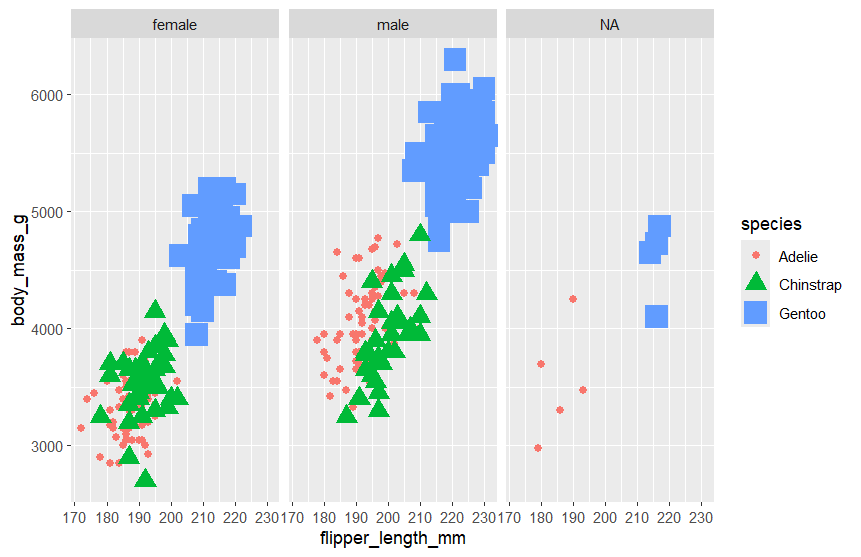 female male NA
6000
5000
4000
3000
body_mass_g
170 180 190 200 210 220 230 170 180 190 200 210 220 230 170 180 190 200 210 220 230
flipper_length_mm
species
Adelie
Chinstrap
Gentoo